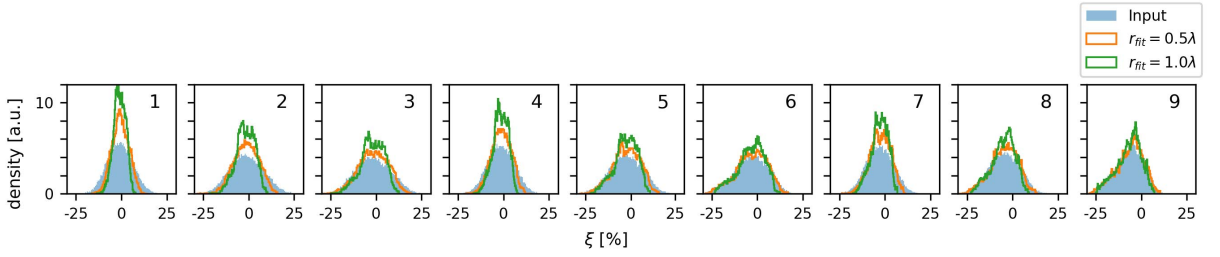 Input
r_fit = 0.5λ
r_fit = 1.0λ
1 2 3 4 5 6 7 8 9
10
0
density [a.u.]
-25 0 25 -25 0 25 -25 0 25 -25 0 25 -25 0 25 -25 0 25 -25 0 25 -25 0 25 -25 0 25
ξ [%]